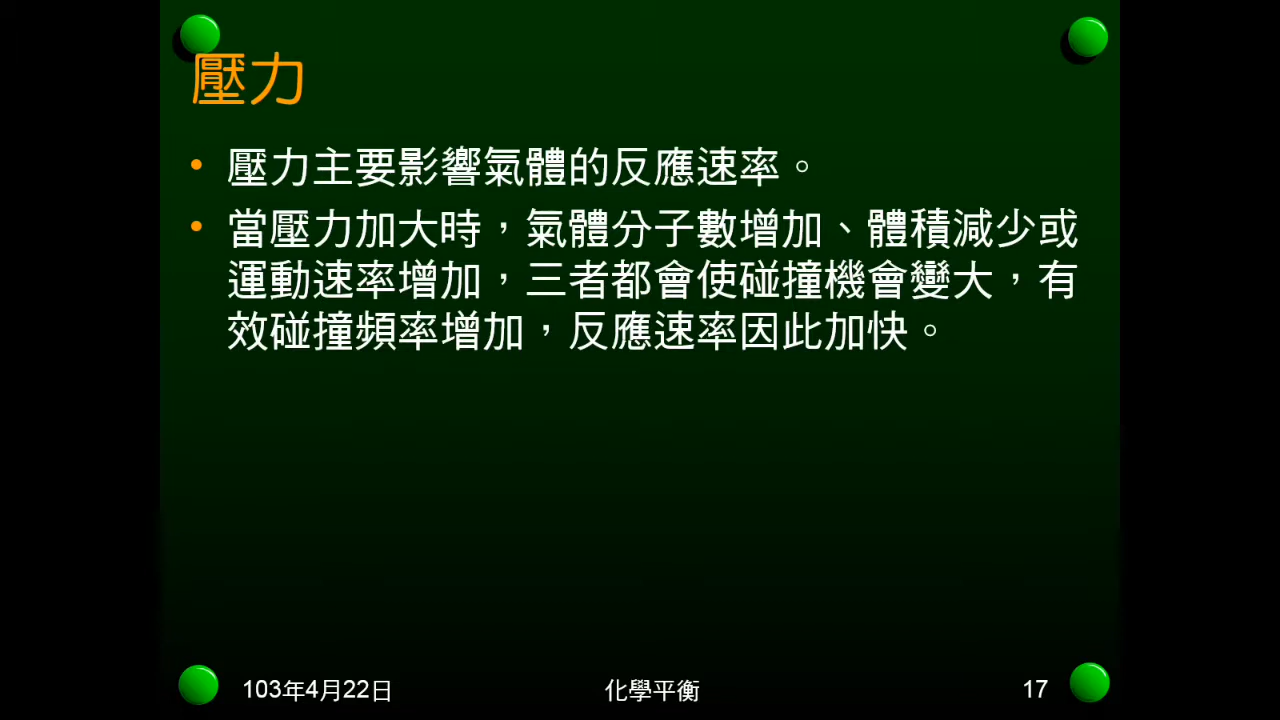 壓力
• 壓力主要影響氣體的反應速率。
• 當壓力加大時，氣體分子數增加、體積減少或
運動速率增加，三者都會使碰撞機會變大，有
效碰撞頻率增加，反應速率因此加快。
103年4月22日
化學平衡
17